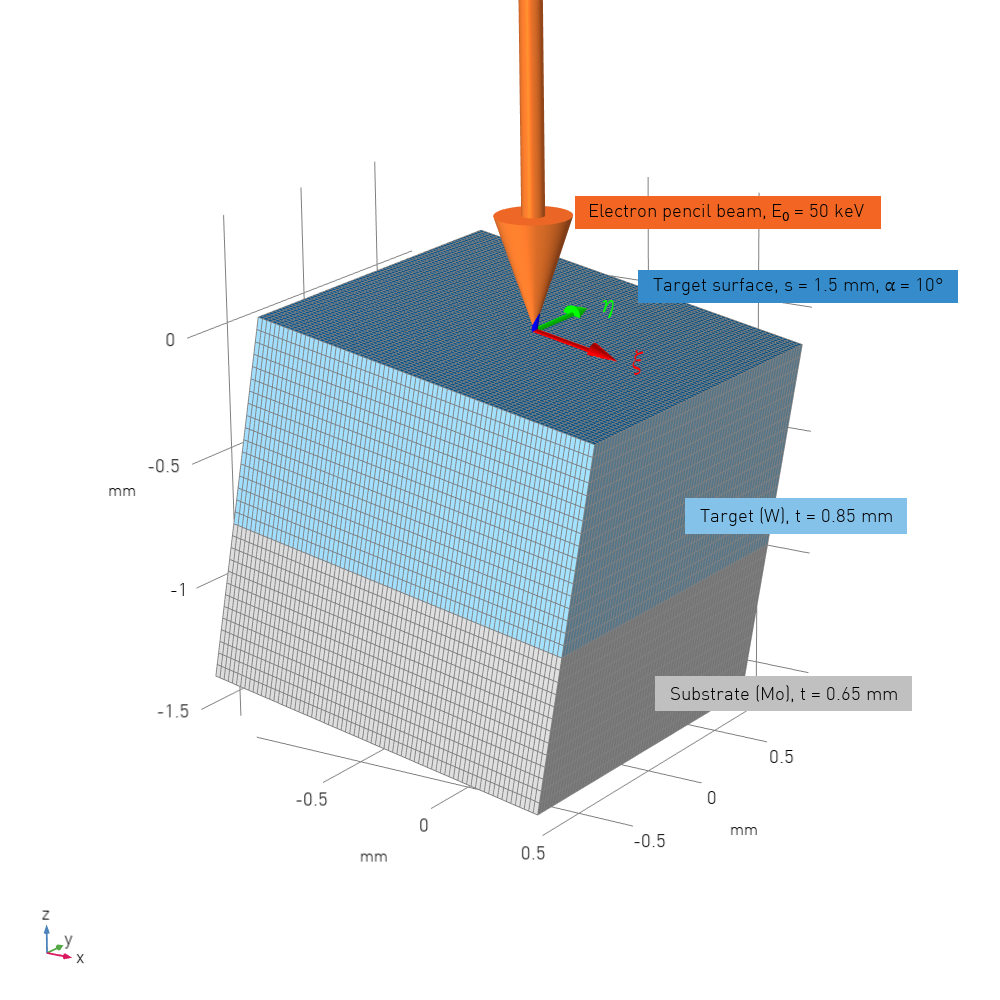 Electron pencil beam, E₀ = 50 keV
Target surface, s = 1.5 mm, α = 10°
η
ξ
0
-0.5
mm
Target (W), t = 0.85 mm
-1
Substrate (Mo), t = 0.65 mm
-1.5
0.5
-0.5
0
0
mm
-0.5
0.5
mm
z
y
x